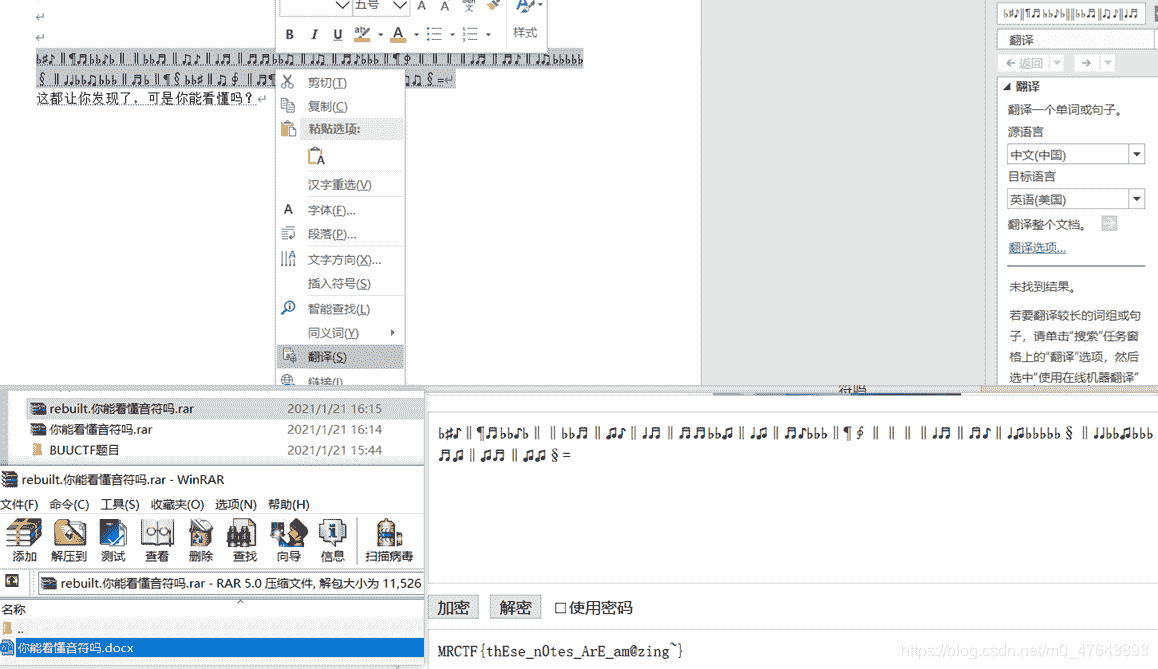 五号 A A
B I U 样式
翻译
返回
翻译
翻译一个单词或句子。
源语言
中文(中国)
目标语言
英语(美国)
翻译整个文档。
翻译选项...
未找到结果。
若要翻译较长的词组或句
子，请单击"搜索"任务窗
格上的"翻译"选项，然后
选中"使用在线机器翻译"
这都让你发现了，可是你能看懂吗？
剪切(T)
复制(C)
粘贴选项:
汉字重选(V)
A 字体(F)...
段落(P)...
文字方向(X)...
插入符号(S)
智能查找(L)
同义词(Y)
翻译(S)
链接(I)
rebuilt.你能看懂音符吗.rar 2021/1/21 16:15
你能看懂音符吗.rar 2021/1/21 16:14
BUUCTF题目 2021/1/21 15:44
rebuilt.你能看懂音符吗.rar - WinRAR
文件(F) 命令(C) 工具(S) 收藏夹(O) 选项(N) 帮助(H)
添加 解压到 测试 查看 删除 查找 向导 信息 扫描病毒
rebuilt.你能看懂音符吗.rar - RAR 5.0 压缩文件, 解包大小为 11,526
名称
..
你能看懂音符吗.docx
♭♯♪‖¶♬♭♭♪♭‖‖♭♭♬‖♫♪‖♩♬‖♬♬♭♭♫‖♩♫‖♬♪♭♭♭‖¶∮‖‖‖‖♩♬‖♬♪‖♩♫♭♭♭♭♭§‖♩♩♭♭♫♭♭♭
♬♫‖♫♬‖♫♫§=
加密 解密 使用密码
MRCTF{thEse_n0tes_ArE_am@zing~}
https://blog.csdn.net/m0_47643893